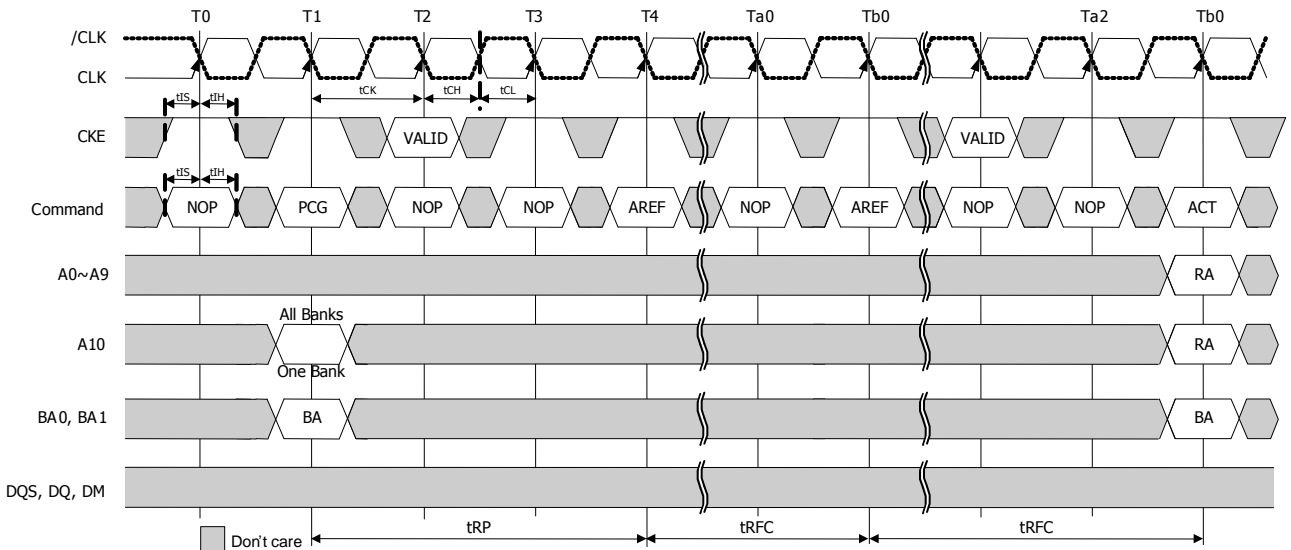 T0 T1 T2 T3 T4 Ta0 Tb0 Ta2 Tb0
/CLK
CLK
tCK tCH tCL
tIS tIH
CKE VALID VALID
tIS tIH
Command NOP PCG NOP NOP AREF NOP AREF NOP NOP ACT
A0~A9 RA
All Banks
A10 RA
One Bank
BA0, BA1 BA BA
DQS, DQ, DM
tRP tRFC tRFC
Don't care